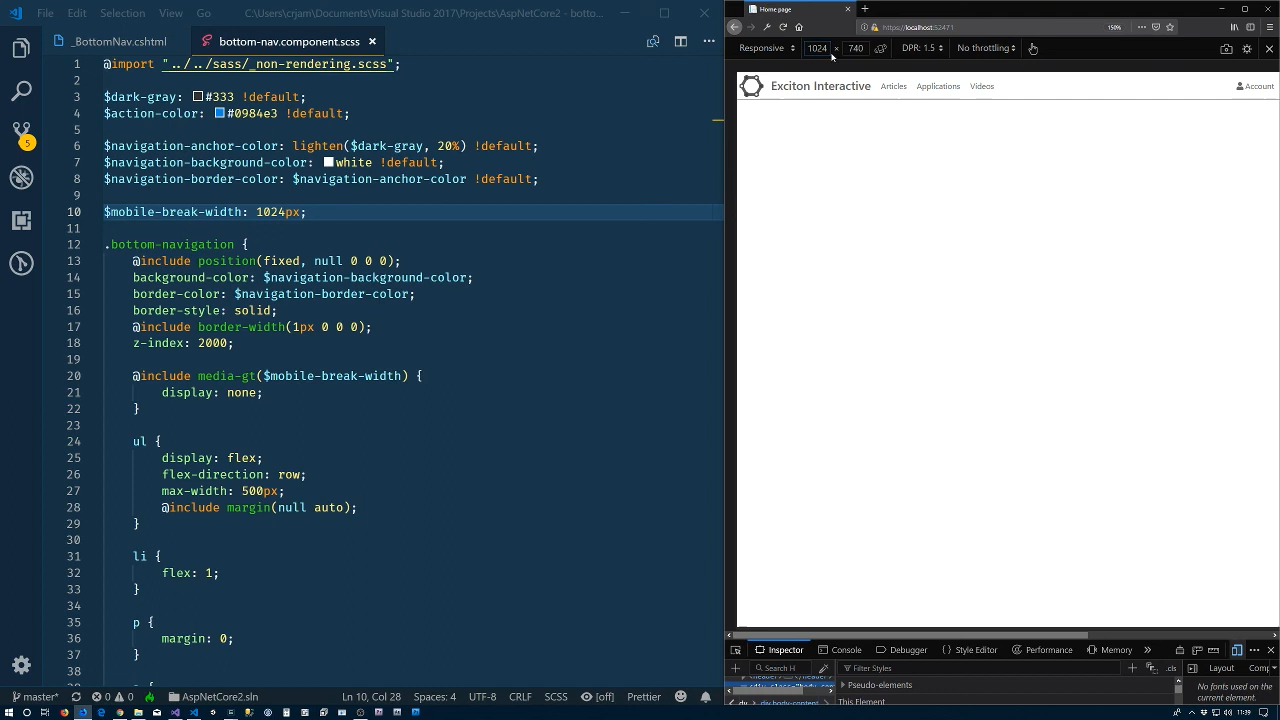 File Edit Selection View Go C:\Users\crjam\Documents\Visual Studio 2017\Projects\AspNetCore2 - botto...
_BottomNav.cshtml bottom-nav.component.scss
1 @import "../../sass/_non-rendering.scss";
2
3 $dark-gray: #333 !default;
4 $action-color: #0984e3 !default;
5
6 $navigation-anchor-color: lighten($dark-gray, 20%) !default;
7 $navigation-background-color: white !default;
8 $navigation-border-color: $navigation-anchor-color !default;
9
10 $mobile-break-width: 1024px;
11
12 .bottom-navigation {
13 @include position(fixed, null 0 0 0);
14 background-color: $navigation-background-color;
15 border-color: $navigation-border-color;
16 border-style: solid;
17 @include border-width(1px 0 0 0);
18 z-index: 2000;
19
20 @include media-gt($mobile-break-width) {
21 display: none;
22 }
23
24 ul {
25 display: flex;
26 flex-direction: row;
27 max-width: 500px;
28 @include margin(null auto);
29 }
30
31 li {
32 flex: 1;
33 }
34
35 p {
36 margin: 0;
37 }
38
5
master 0 0 AspNetCore2.sln Ln 10, Col 28 Spaces: 4 UTF-8 CRLF SCSS [off] Prettier
Home page
https://localhost:52471 150%
Responsive 1024 × 740 DPR: 1.5 No throttling
Exciton Interactive Articles Applications Videos Account
Inspector Console Debugger Style Editor Performance Memory
Search H Filter Styles .cls Layout Comp
Pseudo-elements
This Element
No fonts used on the current element.
div.body-content
11:39